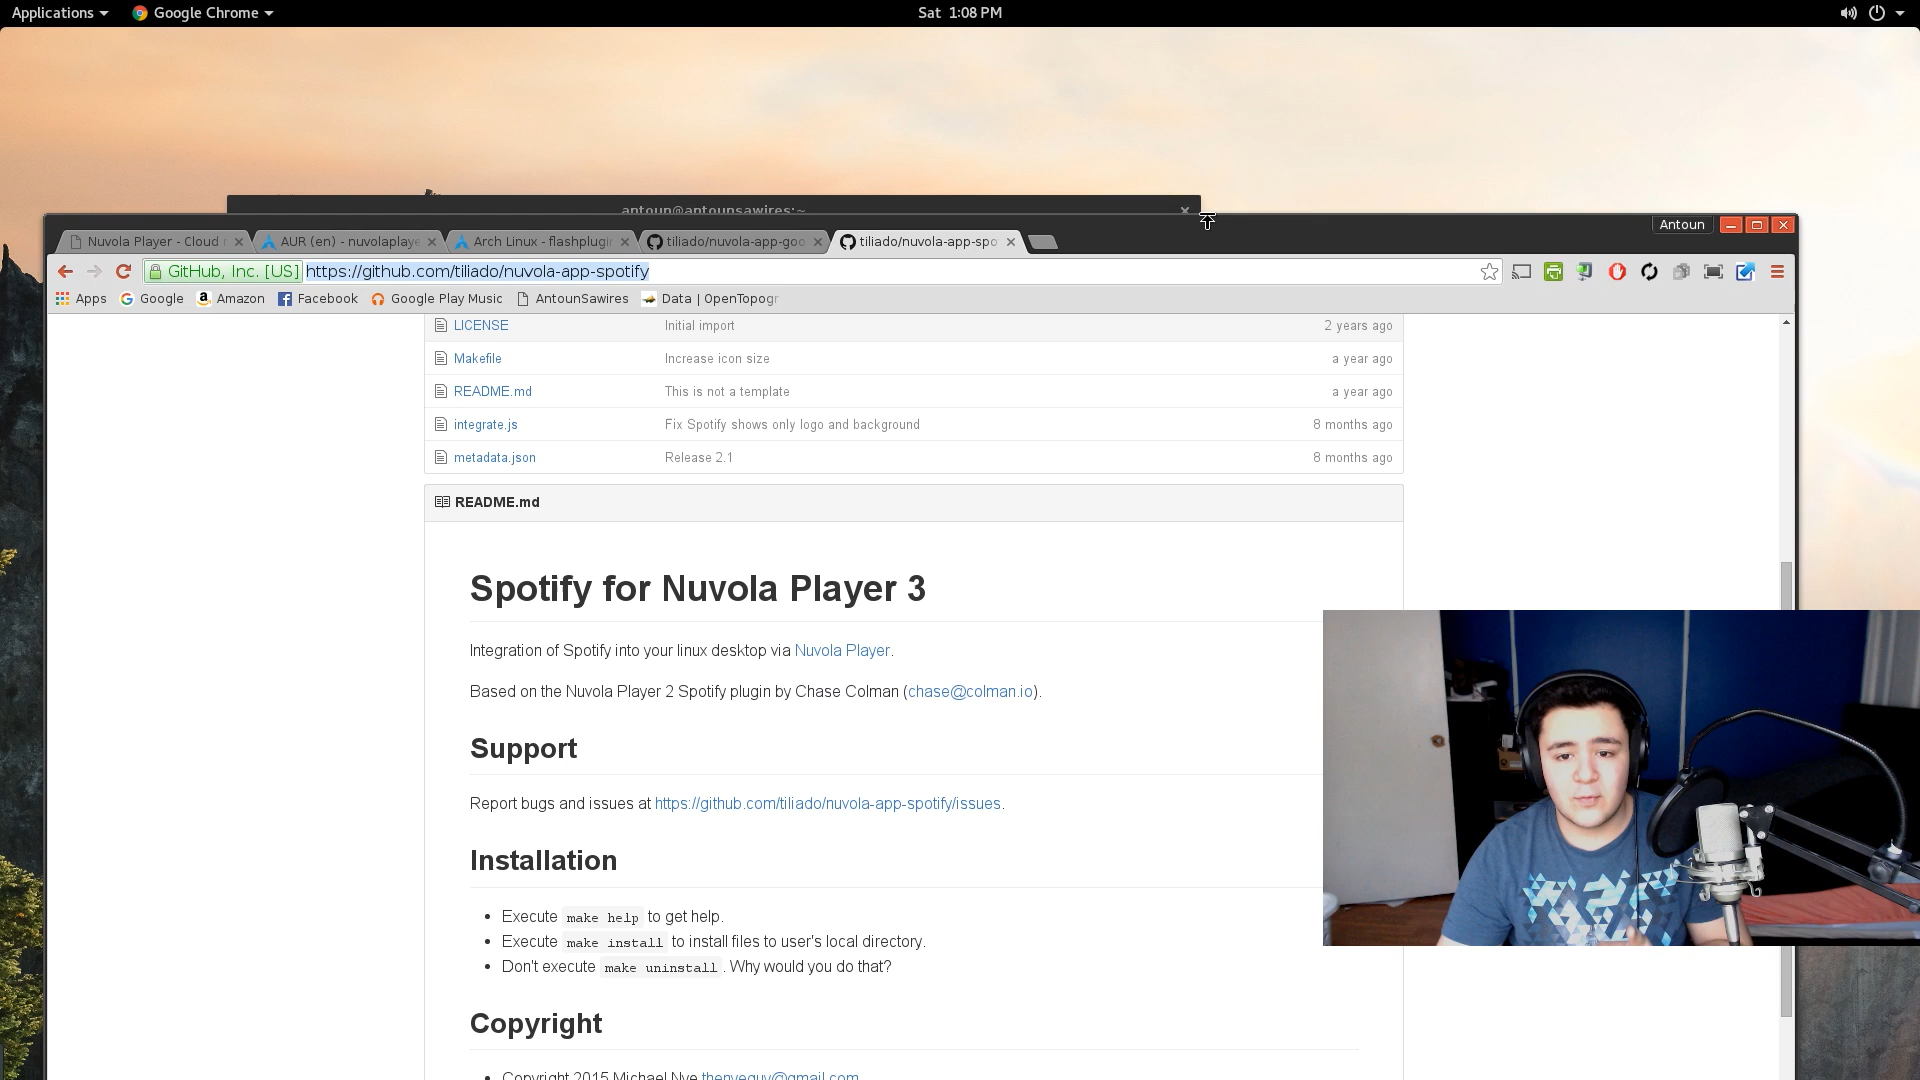 Applications Google Chrome Sat 1:08 PM
antoun@antounsawires:~
Antoun
Nuvola Player - Cloud AUR (en) - nuvolaplaye Arch Linux - flashplugin tiliado/nuvola-app-goo tiliado/nuvola-app-spo
GitHub, Inc. [US] https://github.com/tiliado/nuvola-app-spotify
Apps Google Amazon Facebook Google Play Music AntounSawires Data | OpenTopogr
LICENSE Initial import 2 years ago
Makefile Increase icon size a year ago
README.md This is not a template a year ago
integrate.js Fix Spotify shows only logo and background 8 months ago
metadata.json Release 2.1 8 months ago
README.md
Spotify for Nuvola Player 3
Integration of Spotify into your linux desktop via Nuvola Player.
Based on the Nuvola Player 2 Spotify plugin by Chase Colman (chase@colman.io).
Support
Report bugs and issues at https://github.com/tiliado/nuvola-app-spotify/issues.
Installation
Execute make help to get help.
Execute make install to install files to user's local directory.
Don't execute make uninstall. Why would you do that?
Copyright
Copyright 2015 Michael Nye thenyeguy@gmail.com